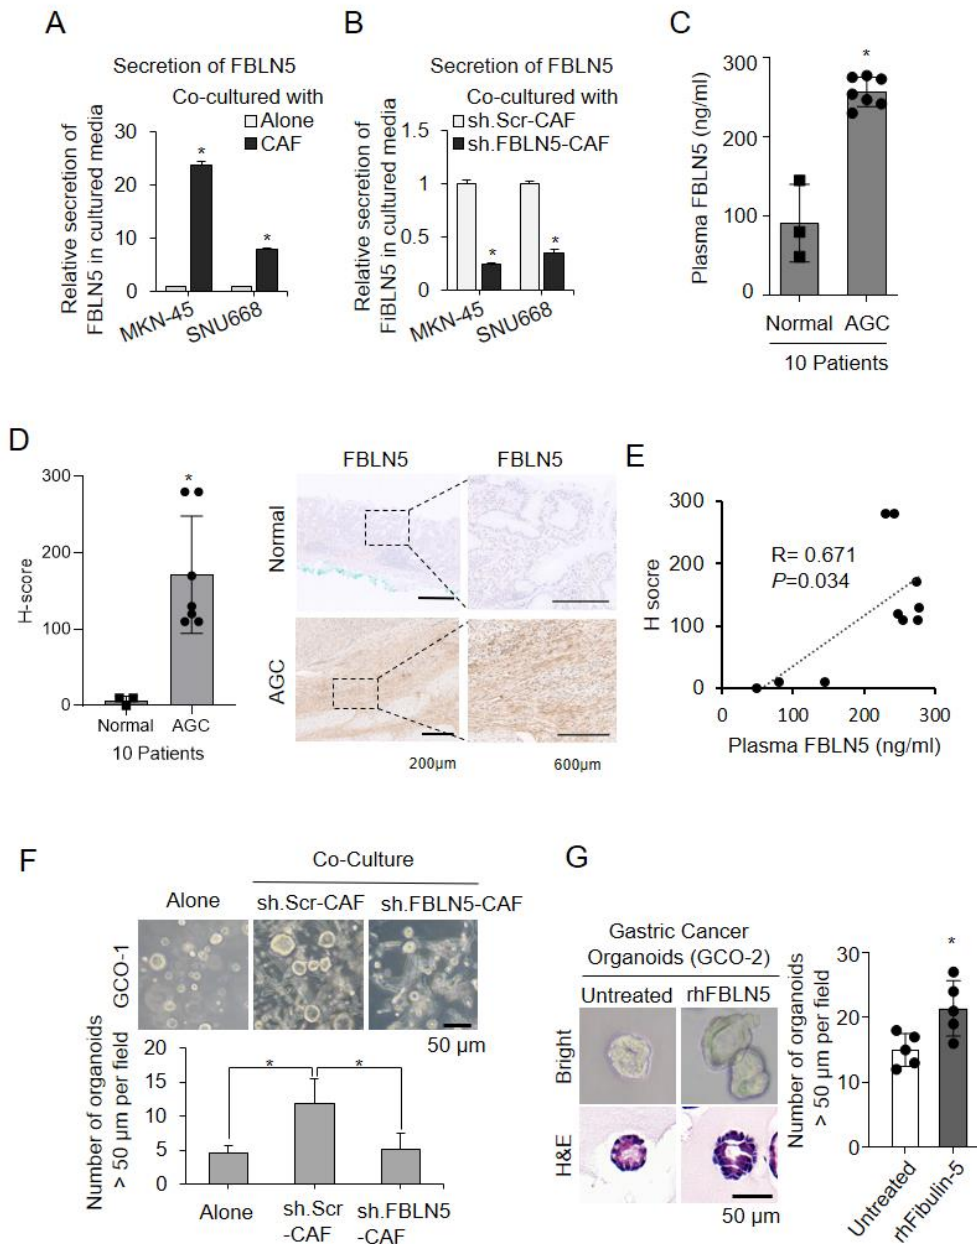 A
Secretion of FBLN5
Co-cultured with
Alone
CAF
Relative secretion of
FBLN5 in cultured media
30
20
10
0
*
*
MKN-45
SNU668
B
Secretion of FBLN5
Co-cultured with
sh.Scr-CAF
sh.FBLN5-CAF
Relative secretion of
FiBLN5 in cultured media
1.5
1
0.5
0
*
*
MKN-45
SNU668
C
*
Plasma FBLN5 (ng/ml)
300
200
100
0
Normal AGC
10 Patients
D
*
H-score
300
200
100
0
Normal AGC
10 Patients
FBLN5 FBLN5
Normal
AGC
200µm 600µm
E
H socre
300
200
100
0
R= 0.671
P=0.034
0 100 200 300
Plasma FBLN5 (ng/ml)
F
Co-Culture
Alone sh.Scr-CAF sh.FBLN5-CAF
GCO-1
50 µm
Number of organoids
> 50 µm per field
20
15
10
5
0
* *
Alone
sh.Scr
-CAF
sh.FBLN5
-CAF
G
Gastric Cancer
Organoids (GCO-2)
Untreated rhFBLN5
Bright
H&E
50 µm
Number of organoids
> 50 µm per field
30
20
10
0
*
Untreated
rhFibulin-5